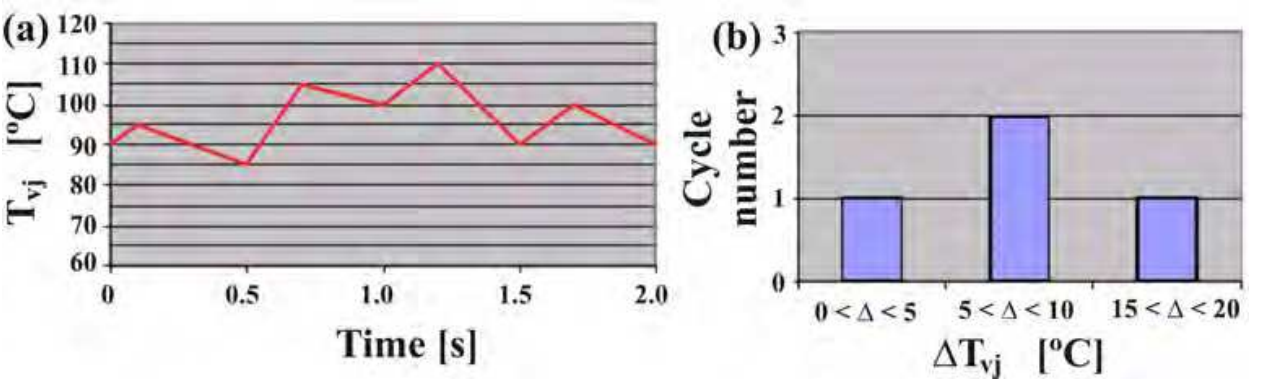 (a)
120
110
100
90
80
70
60
Tvj [ºC]
0 0.5 1.0 1.5 2.0
Time [s]
(b)
3
2
1
0
Cycle
number
0 < Δ < 5 5 < Δ < 10 15 < Δ < 20
ΔTvj [ºC]